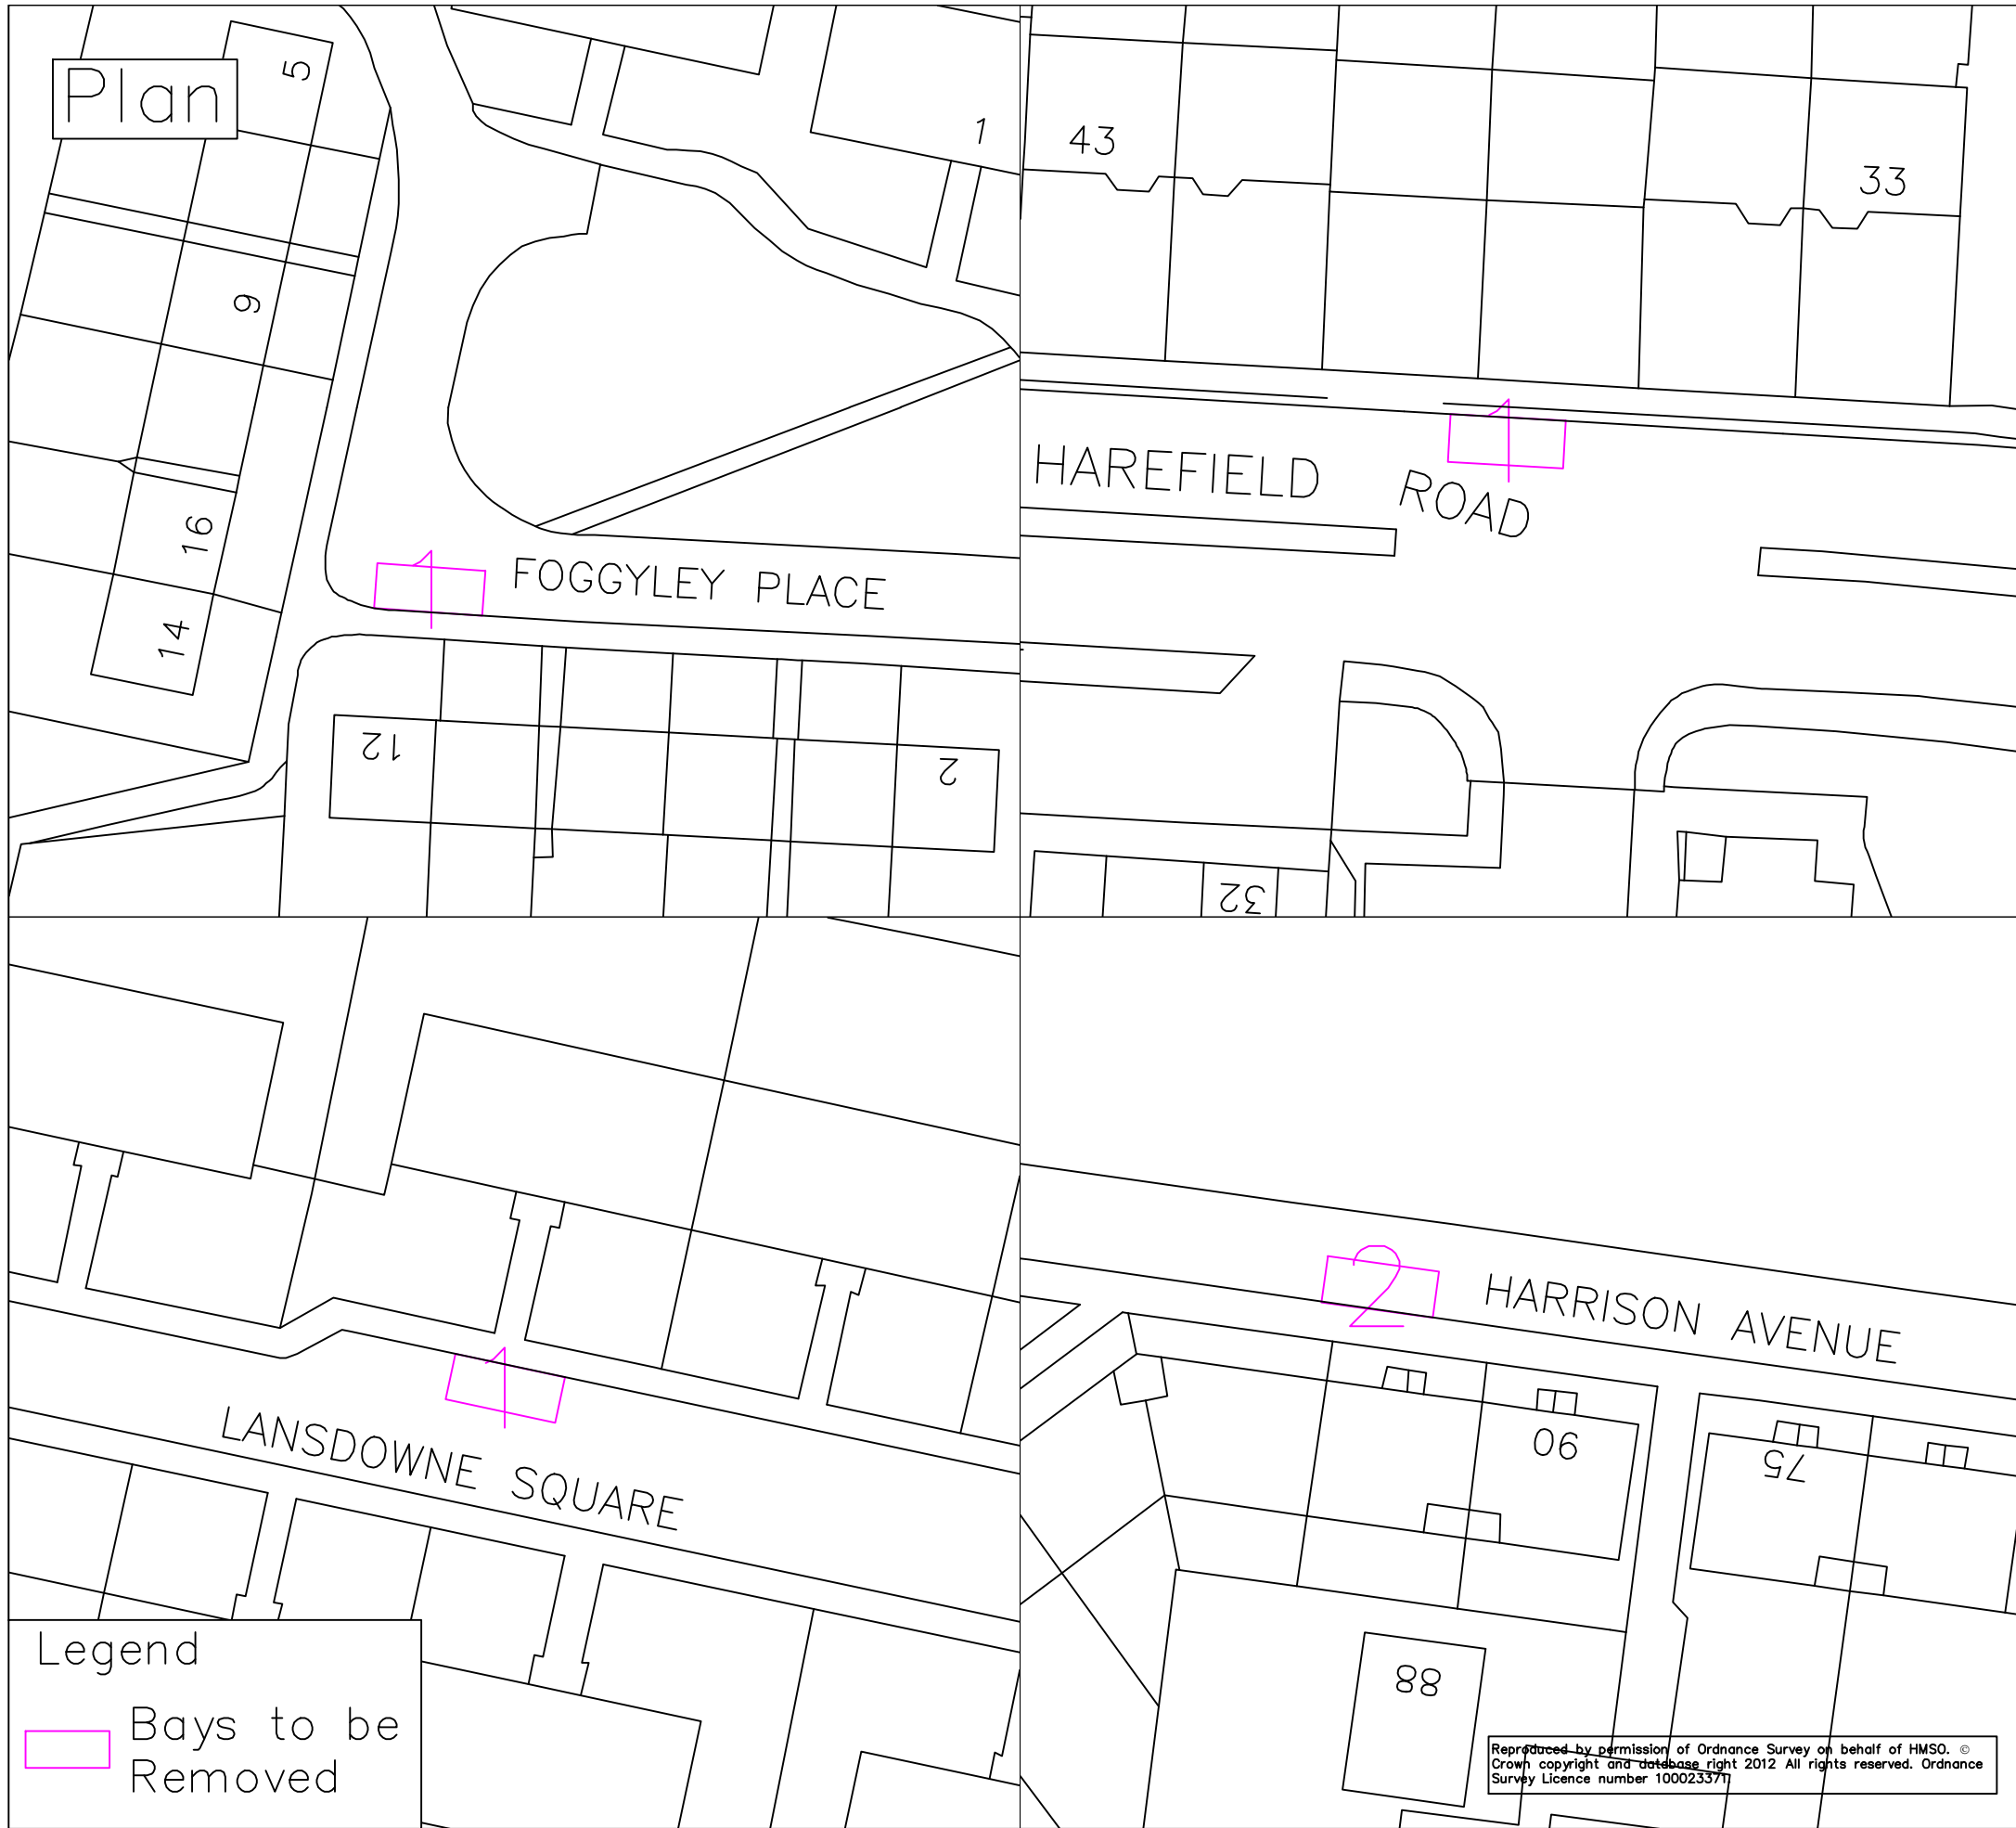 Plan
5
9
16
14
1
1
FOGGYLEY PLACE
12
2
43
33
1
HAREFIELD ROAD
32
1
LANSDOWNE SQUARE
2
HARRISON AVENUE
90
75
88
Legend
Bays to be
Removed
Reproduced by permission of Ordnance Survey on behalf of HMSO. ©
Crown copyright and database right 2012 All rights reserved. Ordnance
Survey Licence number 100023371.